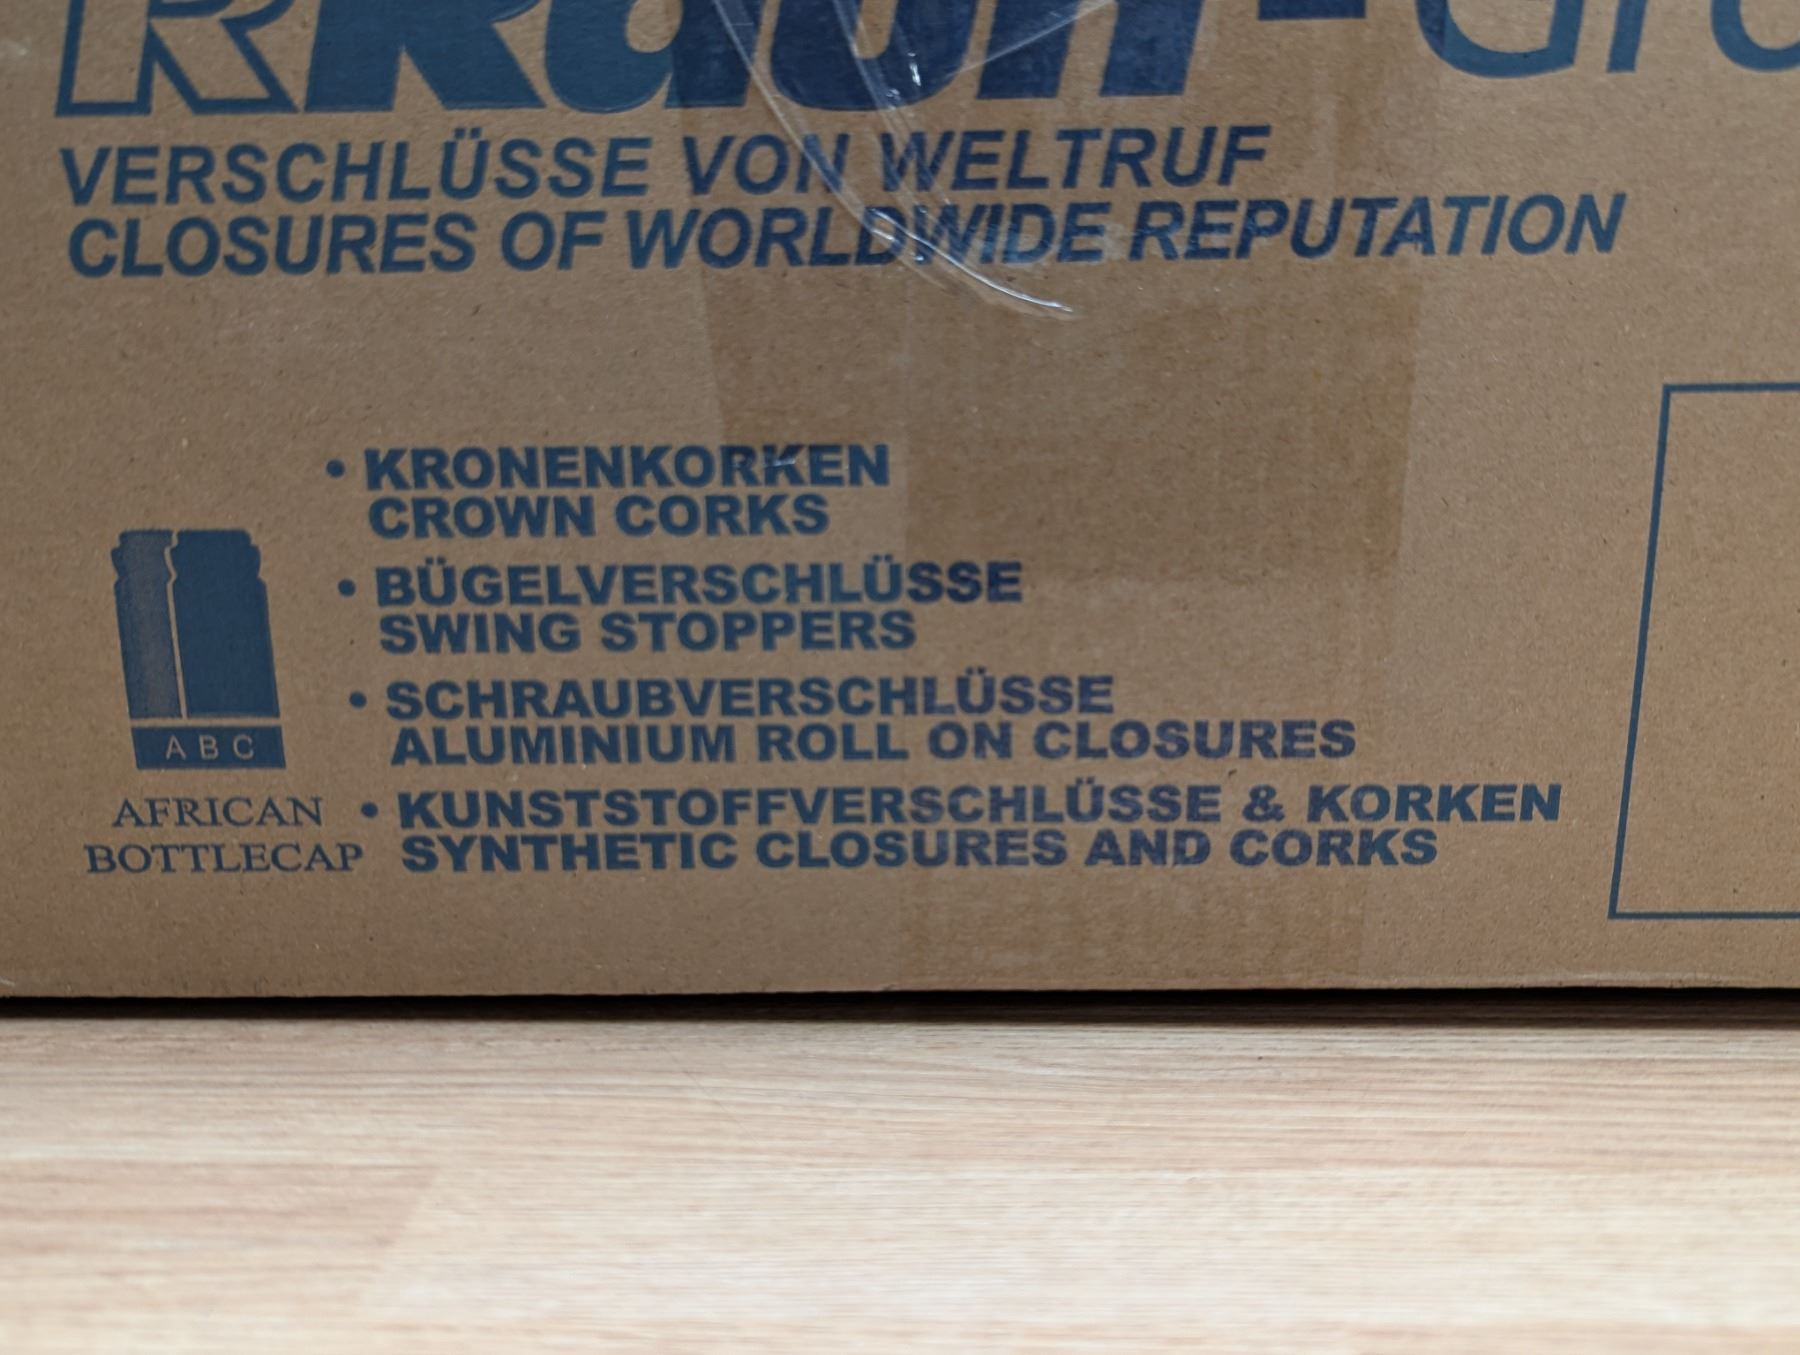 VERSCHLÜSSE VON WELTRUF
CLOSURES OF WORLDWIDE REPUTATION
• KRONENKORKEN
CROWN CORKS
• BÜGELVERSCHLÜSSE
SWING STOPPERS
• SCHRAUBVERSCHLÜSSE
ALUMINIUM ROLL ON CLOSURES
• KUNSTSTOFFVERSCHLÜSSE & KORKEN
SYNTHETIC CLOSURES AND CORKS
A B C
AFRICAN
BOTTLECAP